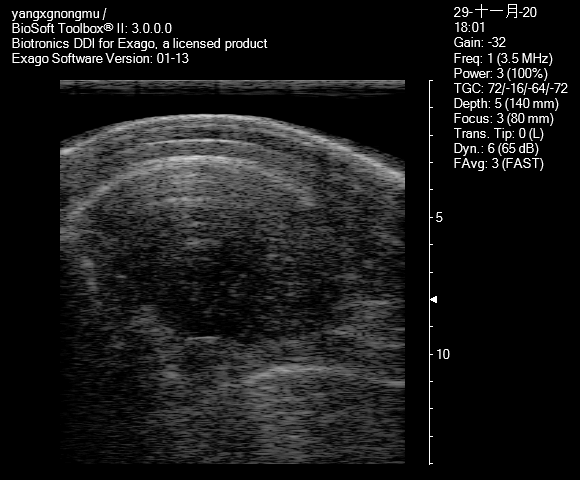 yangxgnongmu /
BioSoft Toolbox® II: 3.0.0.0
Biotronics DDI for Exago, a licensed product
Exago Software Version: 01-13
29-十一月-20
18:01
Gain: -32
Freq: 1 (3.5 MHz)
Power: 3 (100%)
TGC: 72/-16/-64/-72
Depth: 5 (140 mm)
Focus: 3 (80 mm)
Trans. Tip: 0 (L)
Dyn.: 6 (65 dB)
FAvg: 3 (FAST)
5
10